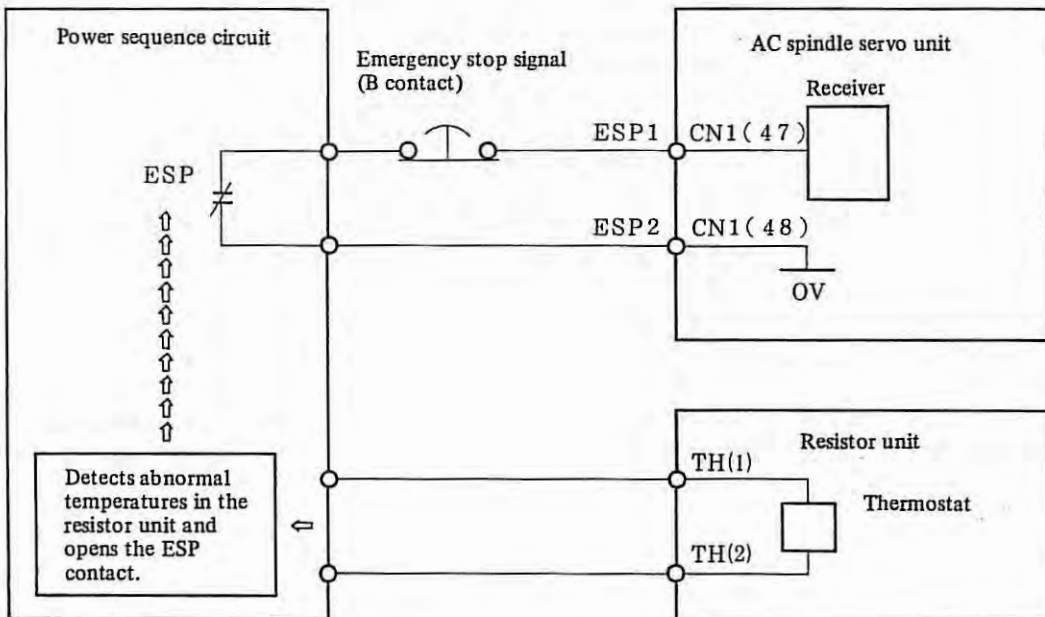 Power sequence circuit
Emergency stop signal
(B contact)
AC spindle servo unit
Receiver
ESP1
CN1(47)
ESP
ESP2
CN1(48)
OV
Detects abnormal
temperatures in the
resistor unit and
opens the ESP
contact.
Resistor unit
TH(1)
Thermostat
TH(2)